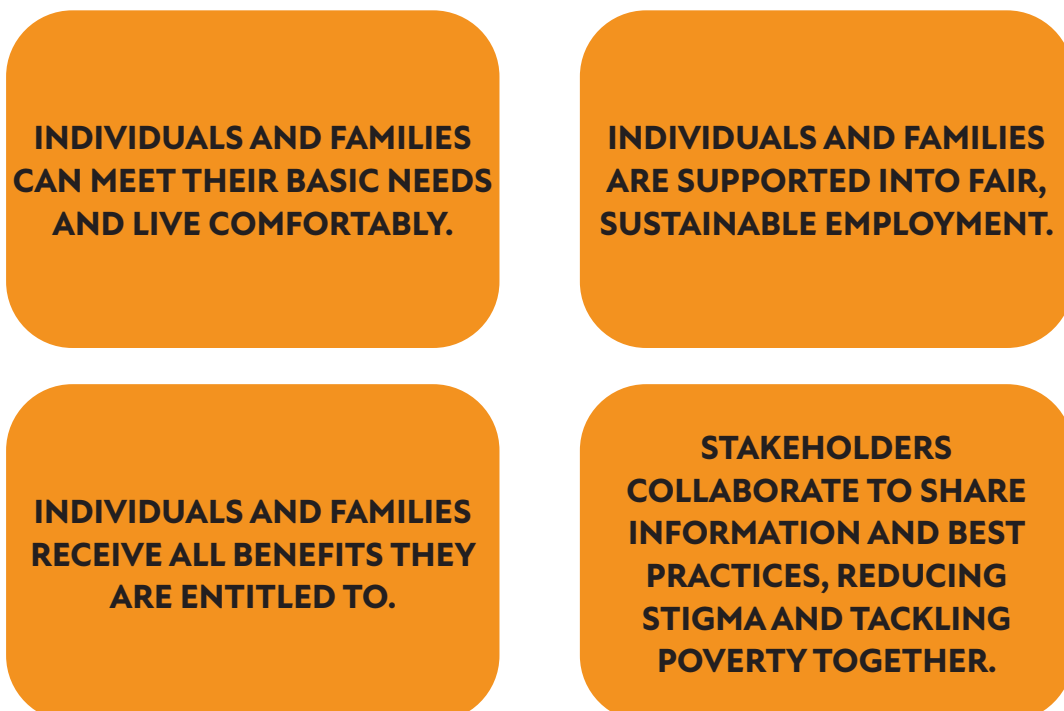 INDIVIDUALS AND FAMILIES
CAN MEET THEIR BASIC NEEDS
AND LIVE COMFORTABLY.
INDIVIDUALS AND FAMILIES
ARE SUPPORTED INTO FAIR,
SUSTAINABLE EMPLOYMENT.
INDIVIDUALS AND FAMILIES
RECEIVE ALL BENEFITS THEY
ARE ENTITLED TO.
STAKEHOLDERS
COLLABORATE TO SHARE
INFORMATION AND BEST
PRACTICES, REDUCING
STIGMA AND TACKLING
POVERTY TOGETHER.